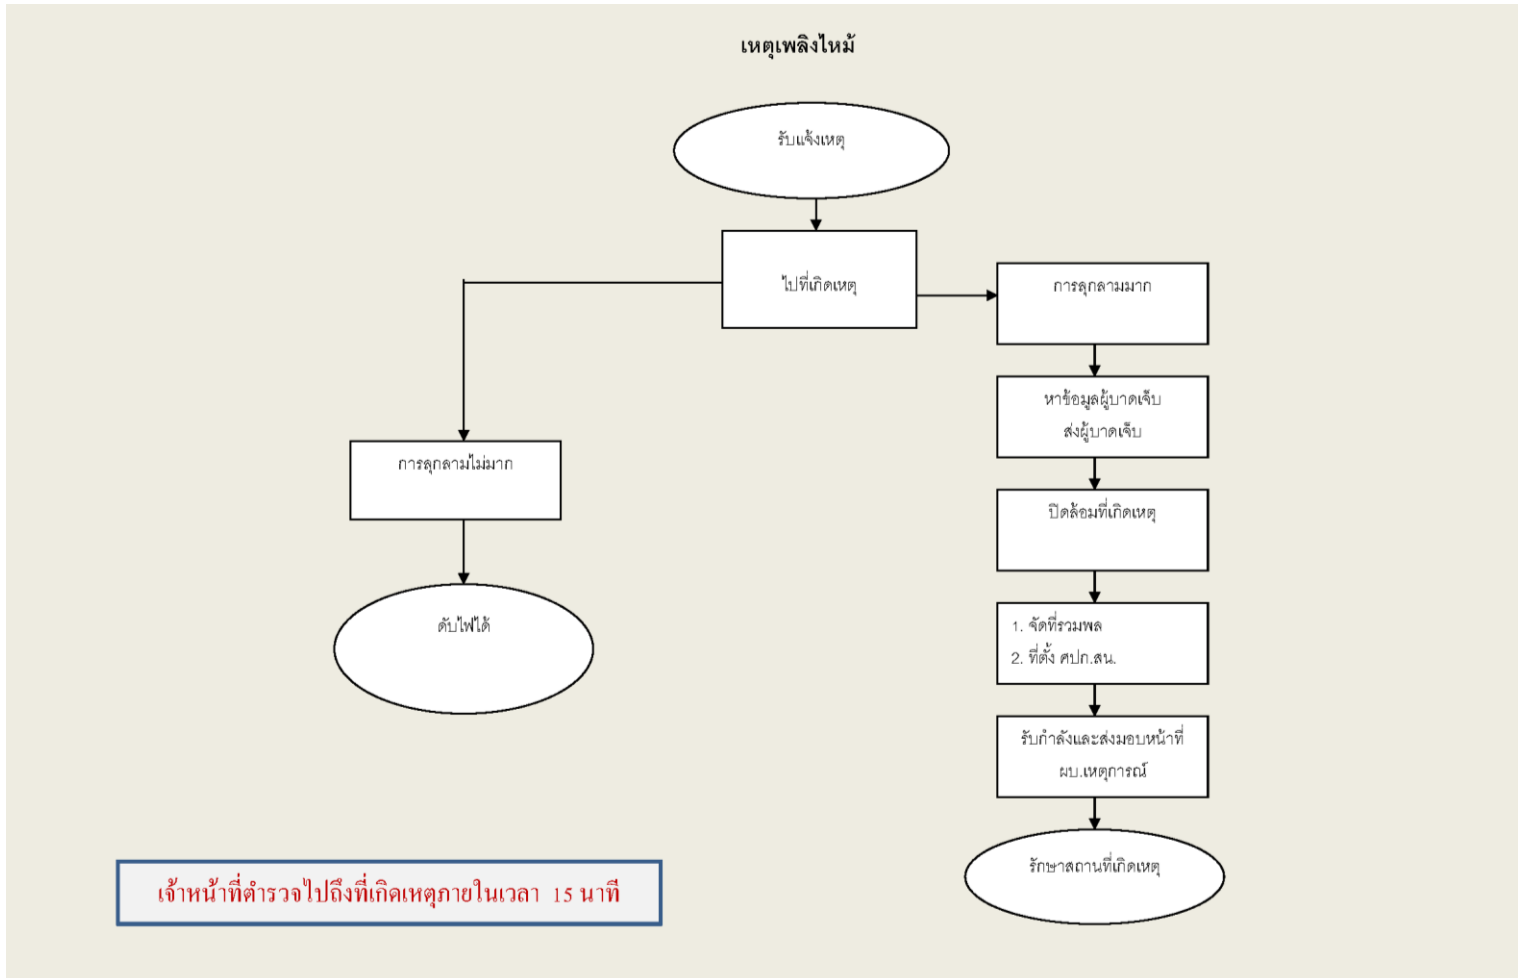 เหตุเพลิงไหม้
รับแจ้งเหตุ
ไปที่เกิดเหตุ
การลุกลามมาก
หาข้อมูลผู้บาดเจ็บ
ส่งผู้บาดเจ็บ
การลุกลามไม่มาก
ปิดล้อมที่เกิดเหตุ
ดับไฟได้
1. จัดที่รวมพล
2. ที่ตั้ง ศปก.สน.
รับกำลังและส่งมอบหน้าที่
ผบ.เหตุการณ์
รักษาสถานที่เกิดเหตุ
เจ้าหน้าที่ตำรวจไปถึงที่เกิดเหตุภายในเวลา 15 นาที